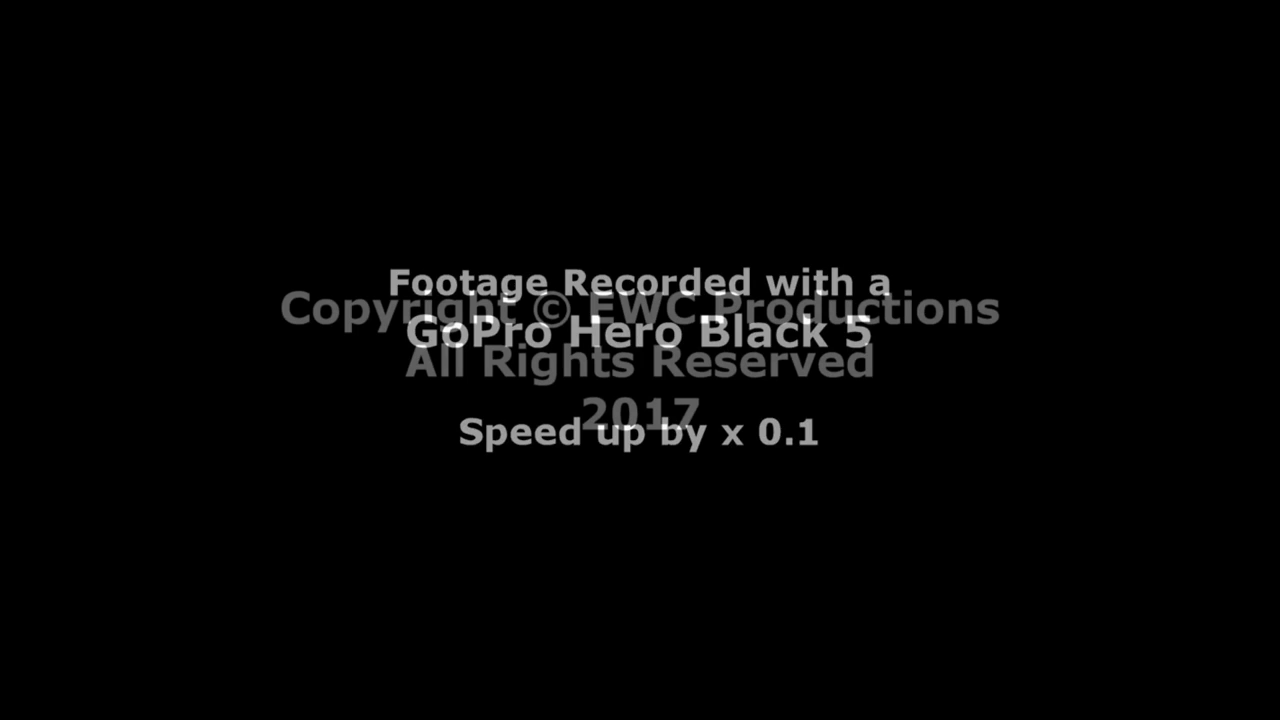 Footage Recorded with a
Copyright © EWC Productions
GoPro Hero Black 5
All Rights Reserved
2017
Speed up by x 0.1